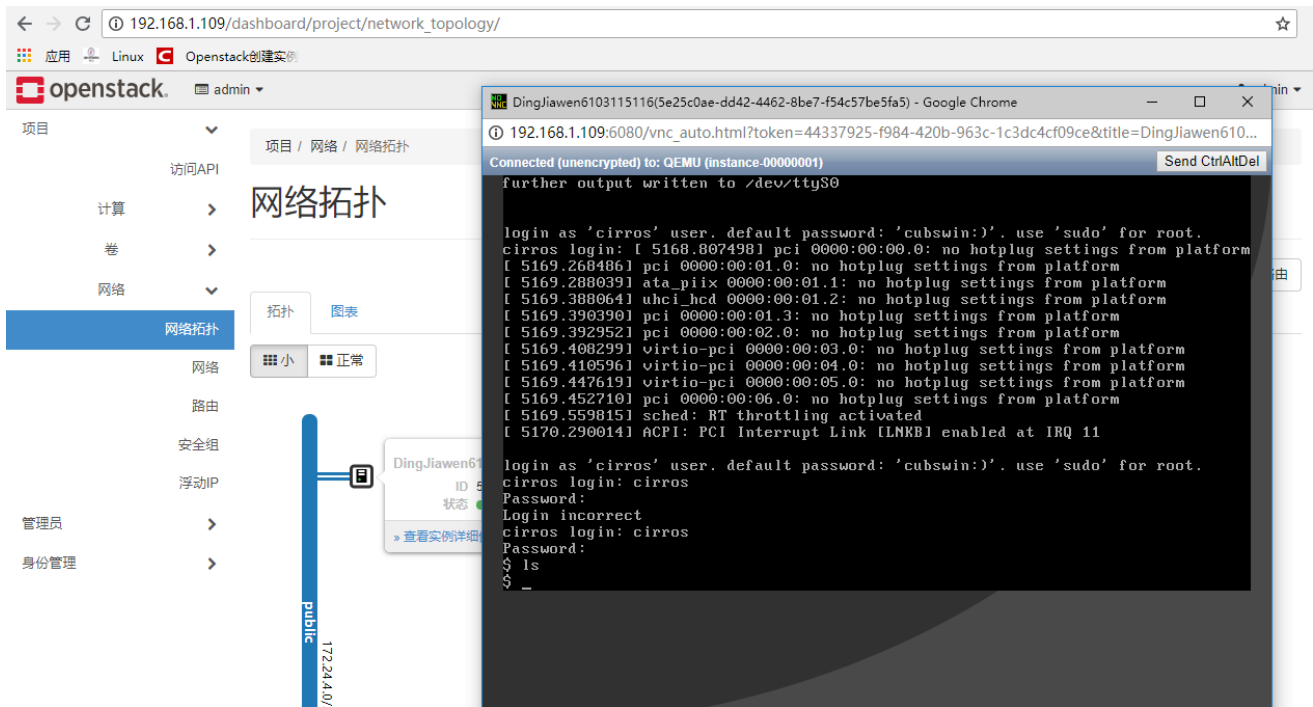 192.168.1.109/dashboard/project/network_topology/
应用 Linux Openstack创建实例
openstack. admin
项目
访问API
计算
卷
网络
网络拓扑
网络
路由
安全组
浮动IP
管理员
身份管理
项目 / 网络 / 网络拓扑
网络拓扑
由
拓扑 图表
小 正常
DingJiawen61
ID 5
状态
» 查看实例详细
public
172.24.4.0/
DingJiawen6103115116(5e25c0ae-dd42-4462-8be7-f54c57be5fa5) - Google Chrome
192.168.1.109:6080/vnc_auto.html?token=44337925-f984-420b-963c-1c3dc4cf09ce&title=DingJiawen610...
Connected (unencrypted) to: QEMU (instance-00000001) Send CtrlAltDel
further output written to /dev/ttyS0
login as 'cirros' user. default password: 'cubswin:)'. use 'sudo' for root.
cirros login: [ 5168.807498] pci 0000:00:00.0: no hotplug settings from platform
[ 5169.268486] pci 0000:00:01.0: no hotplug settings from platform
[ 5169.288039] ata_piix 0000:00:01.1: no hotplug settings from platform
[ 5169.388064] uhci_hcd 0000:00:01.2: no hotplug settings from platform
[ 5169.390390] pci 0000:00:01.3: no hotplug settings from platform
[ 5169.392952] pci 0000:00:02.0: no hotplug settings from platform
[ 5169.408299] virtio-pci 0000:00:03.0: no hotplug settings from platform
[ 5169.410596] virtio-pci 0000:00:04.0: no hotplug settings from platform
[ 5169.447619] virtio-pci 0000:00:05.0: no hotplug settings from platform
[ 5169.452710] pci 0000:00:06.0: no hotplug settings from platform
[ 5169.559815] sched: RT throttling activated
[ 5170.290014] ACPI: PCI Interrupt Link [LNKB] enabled at IRQ 11
login as 'cirros' user. default password: 'cubswin:)'. use 'sudo' for root.
cirros login: cirros
Password:
Login incorrect
cirros login: cirros
Password:
$ ls
$ _